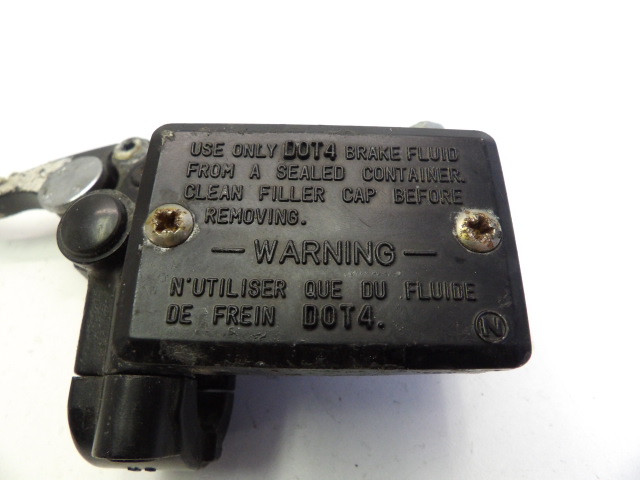 USE ONLY DOT4 BRAKE FLUID
FROM A SEALED CONTAINER.
CLEAN FILLER CAP BEFORE
REMOVING.
— WARNING —
N'UTILISER QUE DU FLUIDE
DE FREIN DOT4.
N